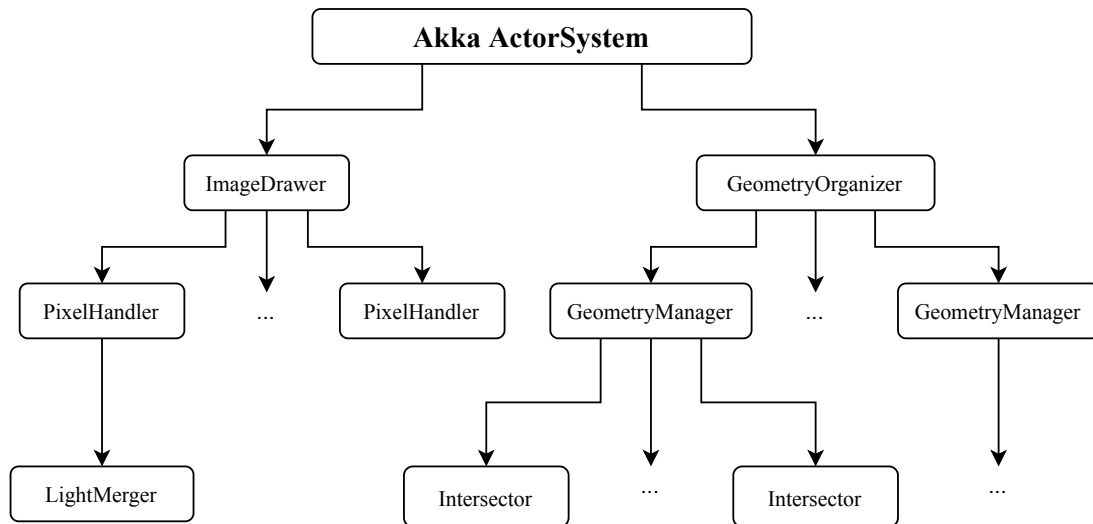 Akka ActorSystem
ImageDrawer
GeometryOrganizer
PixelHandler
...
PixelHandler
GeometryManager
...
GeometryManager
LightMerger
Intersector
...
Intersector
...